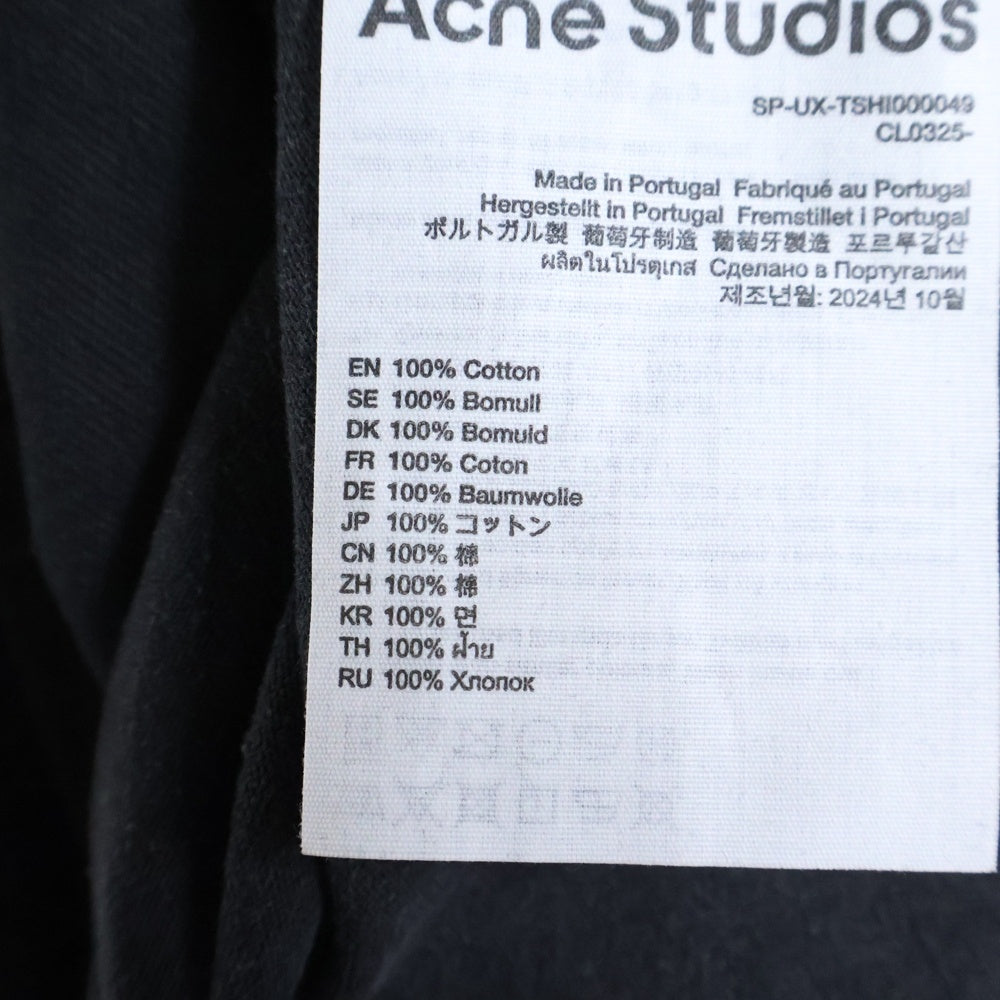 Acne Studios
SP-UX-TSHI000049
CL0325-
Made in Portugal Fabriqué au Portugal
Hergestellt in Portugal Fremstillet i Portugal
ポルトガル製 葡萄牙制造 葡萄牙製造 포르투갈산
ผลิตในโปรตุเกส Сделано в Португалии
제조년월: 2024년 10월
EN 100% Cotton
SE 100% Bomull
DK 100% Bomuld
FR 100% Coton
DE 100% Baumwolle
JP 100% コットン
CN 100% 棉
ZH 100% 棉
KR 100% 면
TH 100% ฝ้าย
RU 100% Хлопок